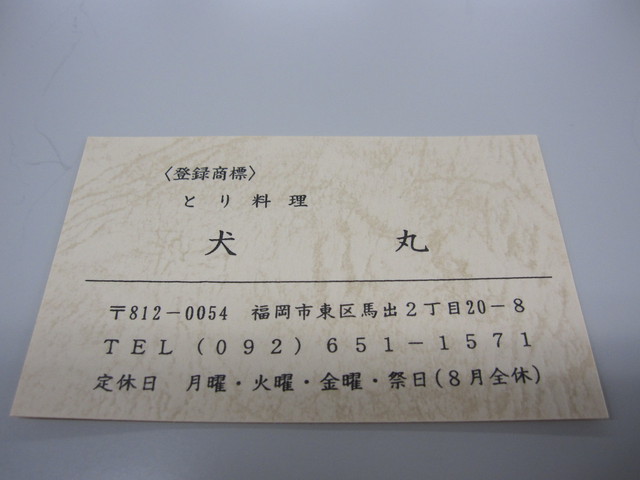 〈登録商標〉
とり料理
犬丸
〒812-0054 福岡市東区馬出2丁目20-8
TEL(092)651-1571
定休日 月曜・火曜・金曜・祭日(8月全休)